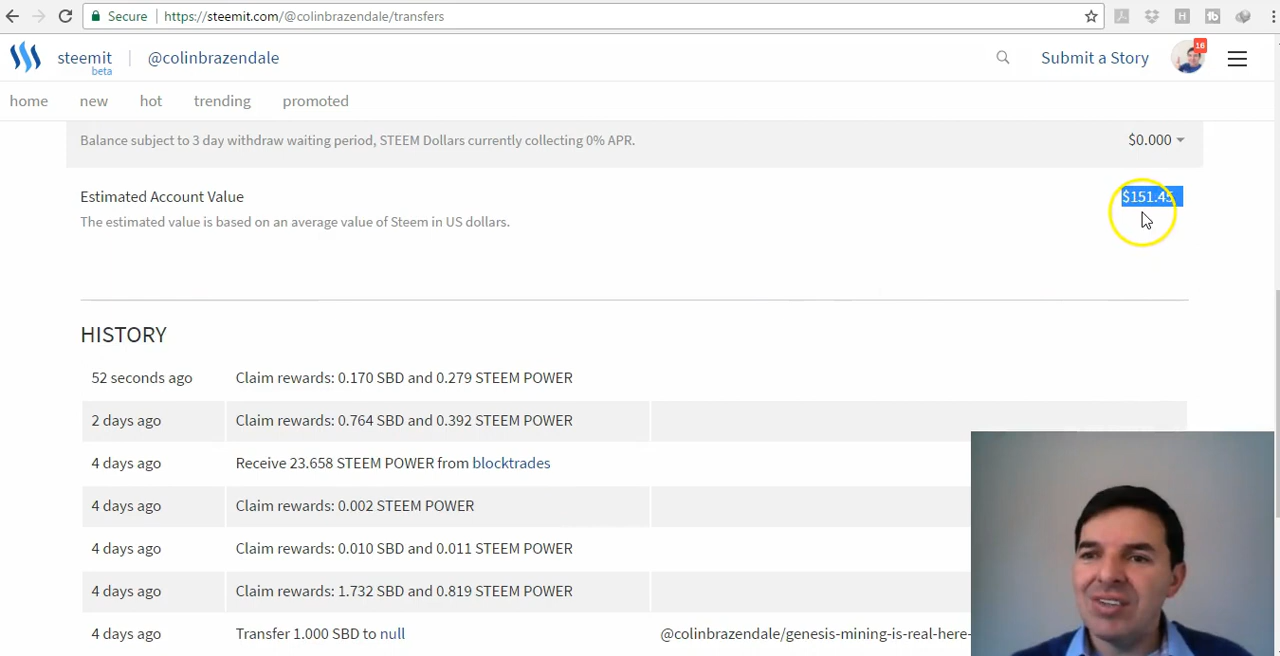 Secure https://steemit.com/@colinbrazendale/transfers
steemit beta @colinbrazendale Submit a Story 16
home new hot trending promoted
Balance subject to 3 day withdraw waiting period, STEEM Dollars currently collecting 0% APR. $0.000
Estimated Account Value $151.45
The estimated value is based on an average value of Steem in US dollars.
HISTORY
52 seconds ago Claim rewards: 0.170 SBD and 0.279 STEEM POWER
2 days ago Claim rewards: 0.764 SBD and 0.392 STEEM POWER
4 days ago Receive 23.658 STEEM POWER from blocktrades
4 days ago Claim rewards: 0.002 STEEM POWER
4 days ago Claim rewards: 0.010 SBD and 0.011 STEEM POWER
4 days ago Claim rewards: 1.732 SBD and 0.819 STEEM POWER
4 days ago Transfer 1.000 SBD to null @colinbrazendale/genesis-mining-is-real-here-